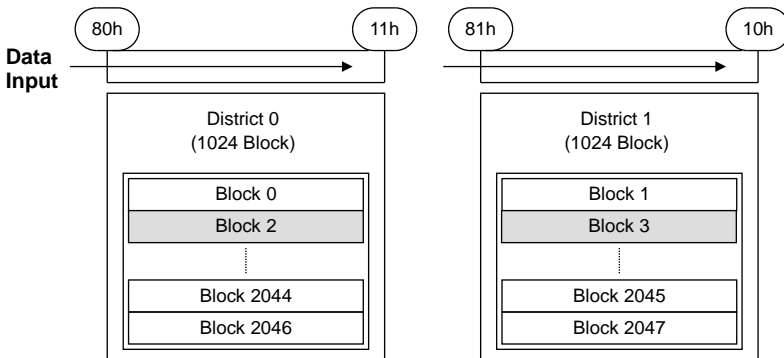 80h
11h
81h
10h
Data
Input
District 0
(1024 Block)
Block 0
Block 2
Block 2044
Block 2046
District 1
(1024 Block)
Block 1
Block 3
Block 2045
Block 2047